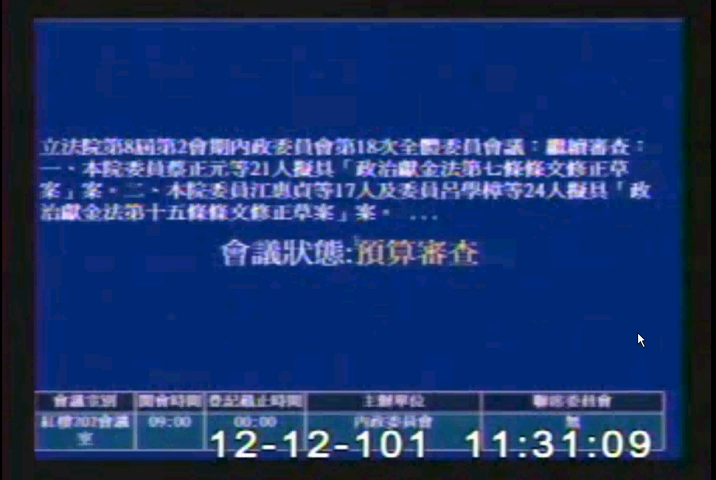 立法院第8屆第2會期內政委員會第18次全體委員會議：繼續審查：
一、本院委員蔡正元等21人擬具「政治獻金法第七條條文修正草
案」案。二、本院委員江惠貞等17人及委員呂學樟等24人擬具「政
治獻金法第十五條條文修正草案」案。 ...
會議狀態:預算審查
會議室別 開會時間 登記截止時間 主辦單位 聯席委員會
紅樓202會議 09:00 00:00 內政委員會 無
室
12-12-101 11:31:09